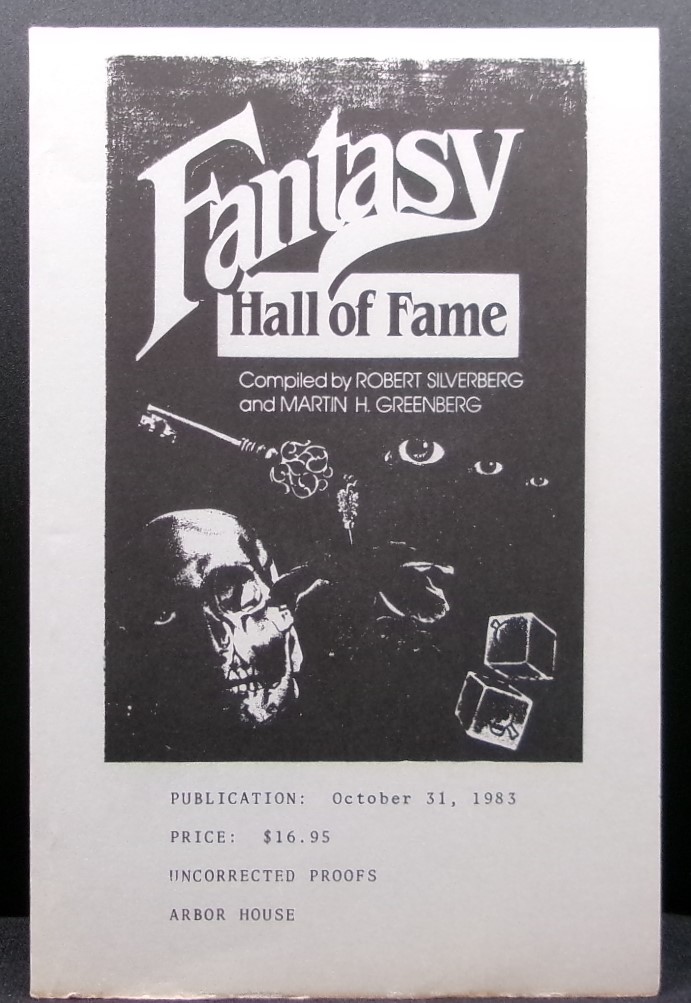 Fantasy
Hall of Fame
Compiled by ROBERT SILVERBERG
and MARTIN H. GREENBERG
PUBLICATION: October 31, 1983
PRICE: $16.95
UNCORRECTED PROOFS
ARBOR HOUSE